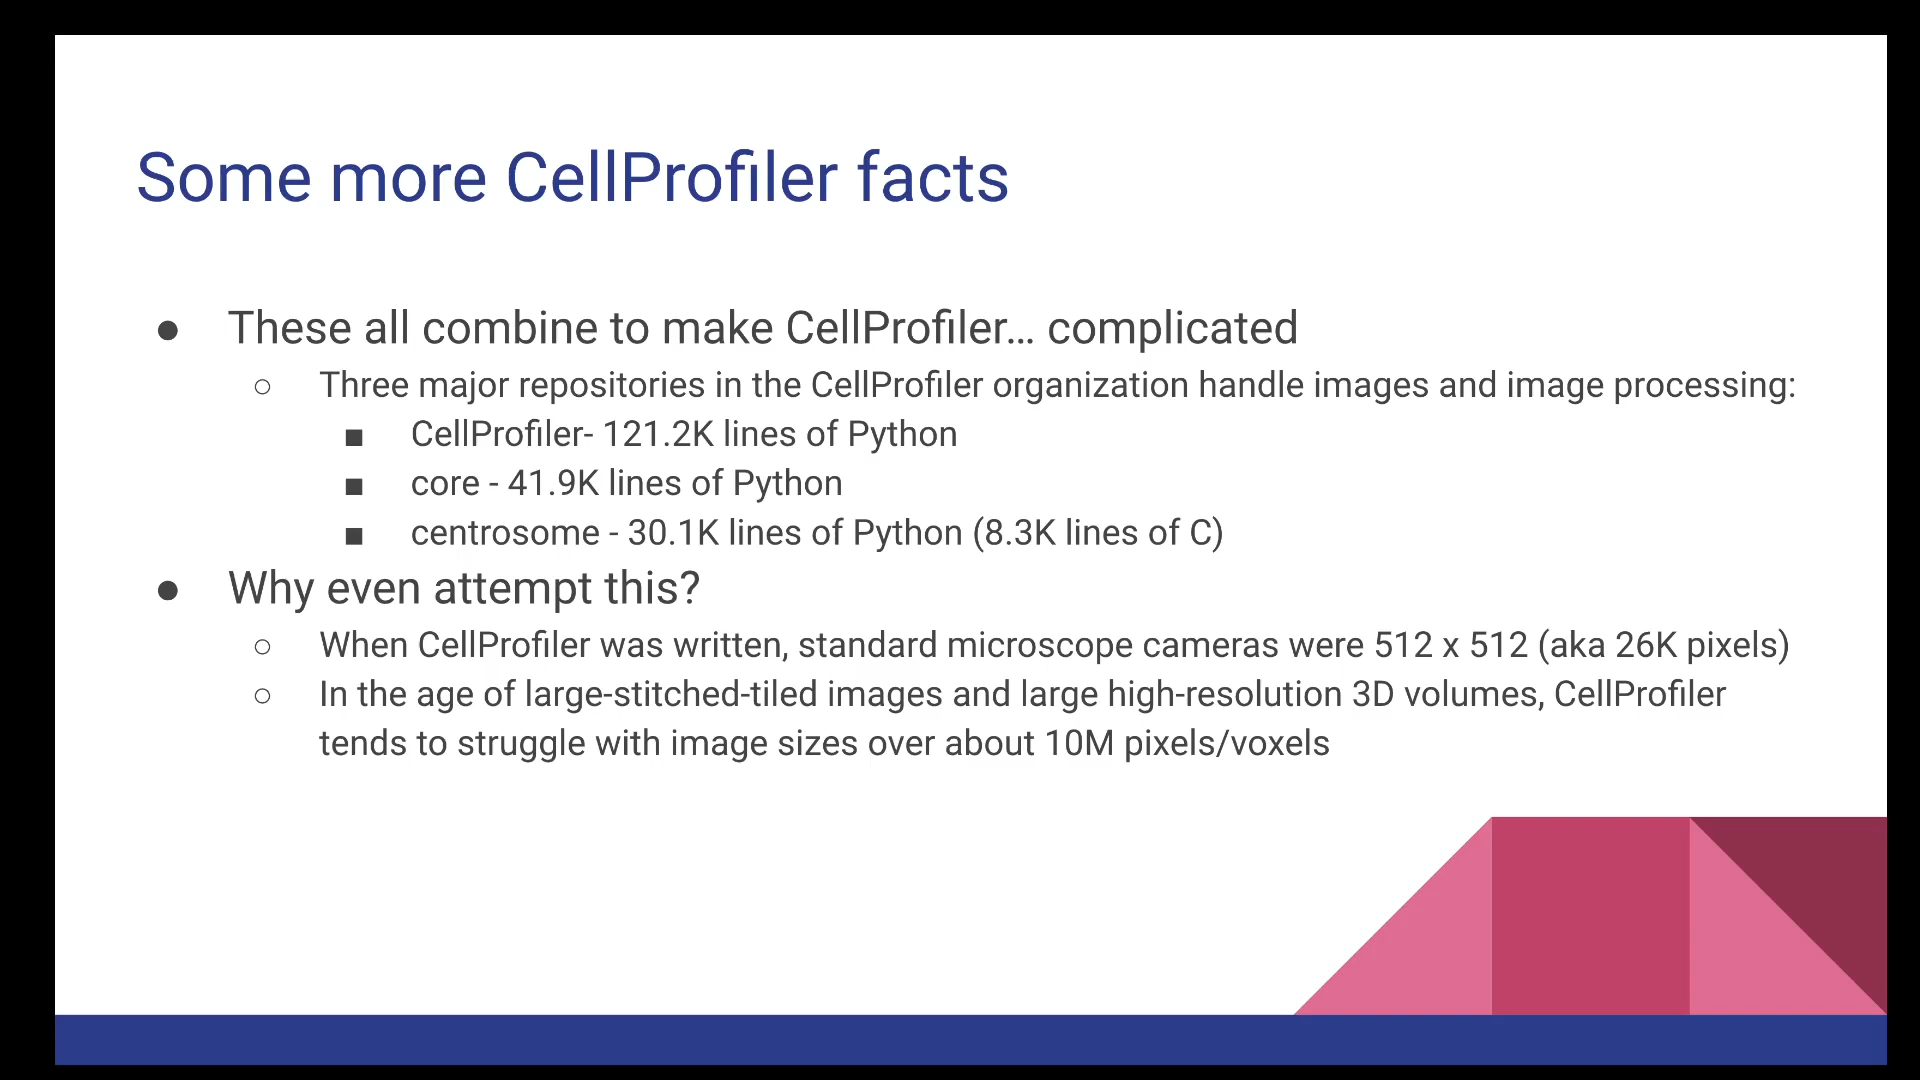 Some more CellProfiler facts
● These all combine to make CellProfiler… complicated
○ Three major repositories in the CellProfiler organization handle images and image processing:
■ CellProfiler- 121.2K lines of Python
■ core - 41.9K lines of Python
■ centrosome - 30.1K lines of Python (8.3K lines of C)
● Why even attempt this?
○ When CellProfiler was written, standard microscope cameras were 512 x 512 (aka 26K pixels)
○ In the age of large-stitched-tiled images and large high-resolution 3D volumes, CellProfiler
tends to struggle with image sizes over about 10M pixels/voxels